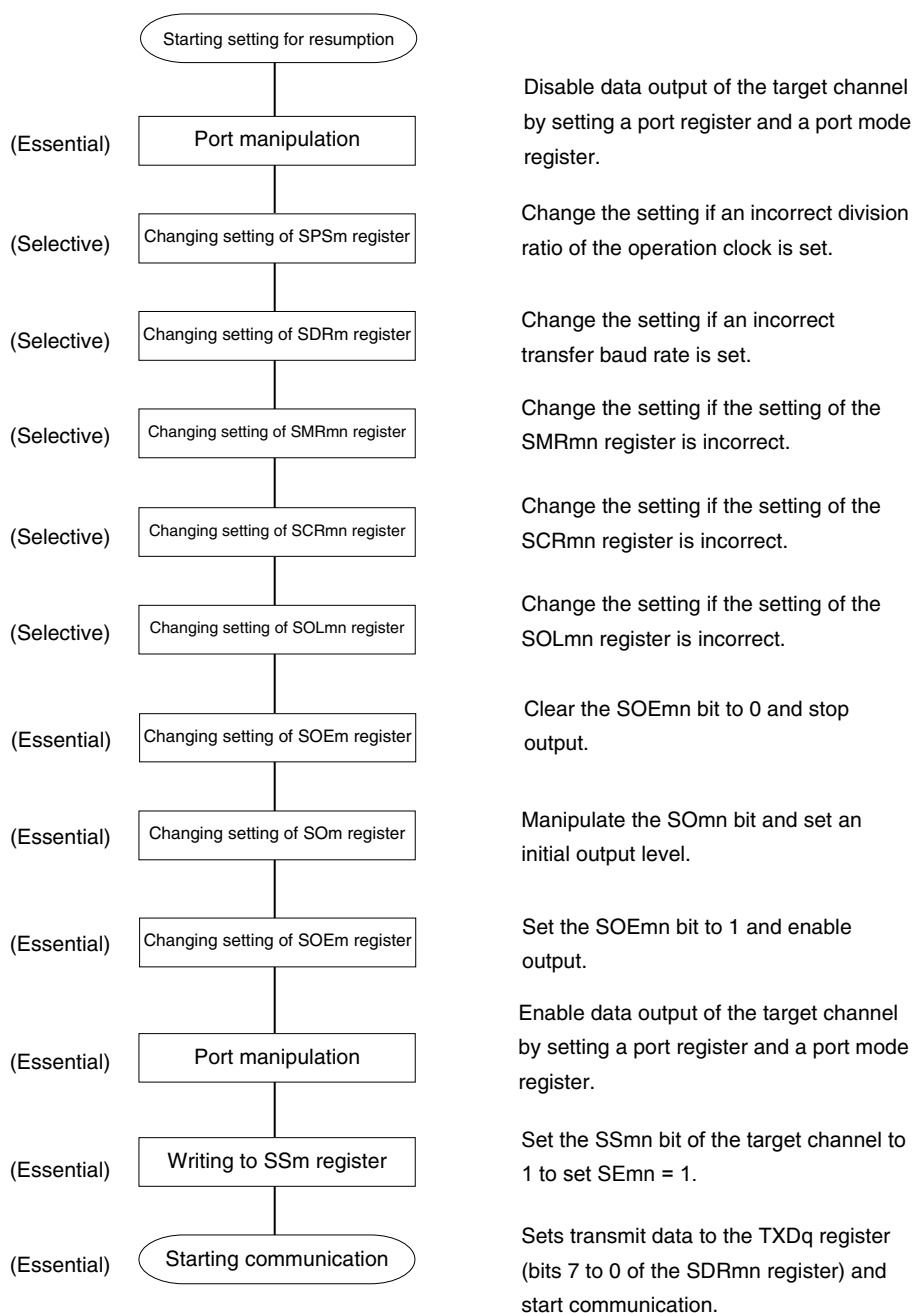 Starting setting for resumption
(Essential)
Port manipulation
Disable data output of the target channel
by setting a port register and a port mode
register.
(Selective)
Changing setting of SPSm register
Change the setting if an incorrect division
ratio of the operation clock is set.
(Selective)
Changing setting of SDRm register
Change the setting if an incorrect
transfer baud rate is set.
(Selective)
Changing setting of SMRmn register
Change the setting if the setting of the
SMRmn register is incorrect.
(Selective)
Changing setting of SCRmn register
Change the setting if the setting of the
SCRmn register is incorrect.
(Selective)
Changing setting of SOLmn register
Change the setting if the setting of the
SOLmn register is incorrect.
(Essential)
Changing setting of SOEm register
Clear the SOEmn bit to 0 and stop
output.
(Essential)
Changing setting of SOm register
Manipulate the SOmn bit and set an
initial output level.
(Essential)
Changing setting of SOEm register
Set the SOEmn bit to 1 and enable
output.
(Essential)
Port manipulation
Enable data output of the target channel
by setting a port register and a port mode
register.
(Essential)
Writing to SSm register
Set the SSmn bit of the target channel to
1 to set SEmn = 1.
(Essential)
Starting communication
Sets transmit data to the TXDq register
(bits 7 to 0 of the SDRmn register) and
start communication.